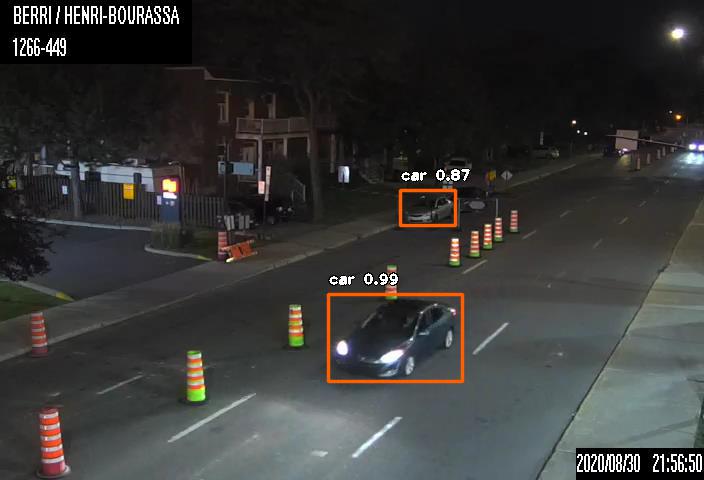 BERRI / HENRI-BOURASSA
1266-449
car 0.87
car 0.99
2020/08/30 21:56:50